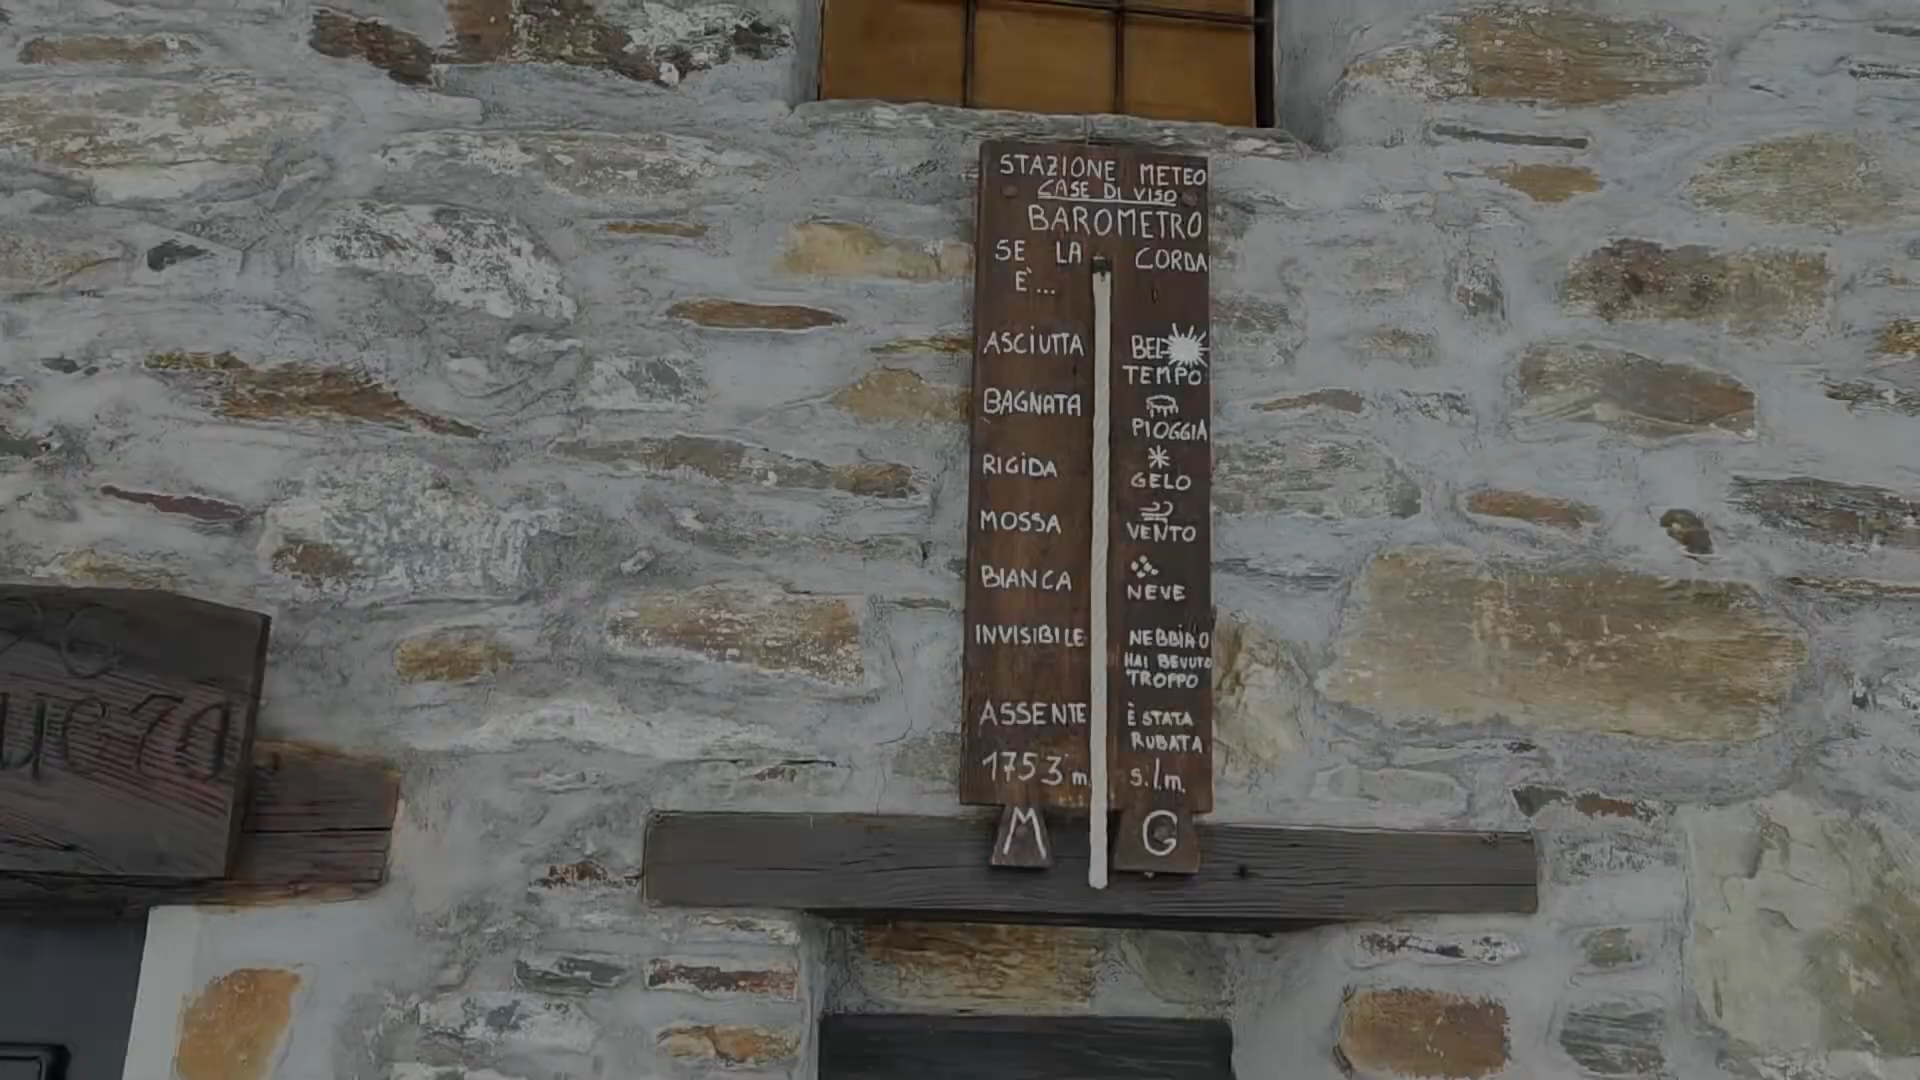 STAZIONE METEO
CASE DI VISO
BAROMETRO
SE LA CORDA
È...
ASCIUTTA BEL TEMPO
BAGNATA PIOGGIA
RIGIDA GELO
MOSSA VENTO
BIANCA NEVE
INVISIBILE NEBBIA O
HAI BEVUTO
TROPPO
ASSENTE È STATA
RUBATA
1753 m. s.l.m.
M G